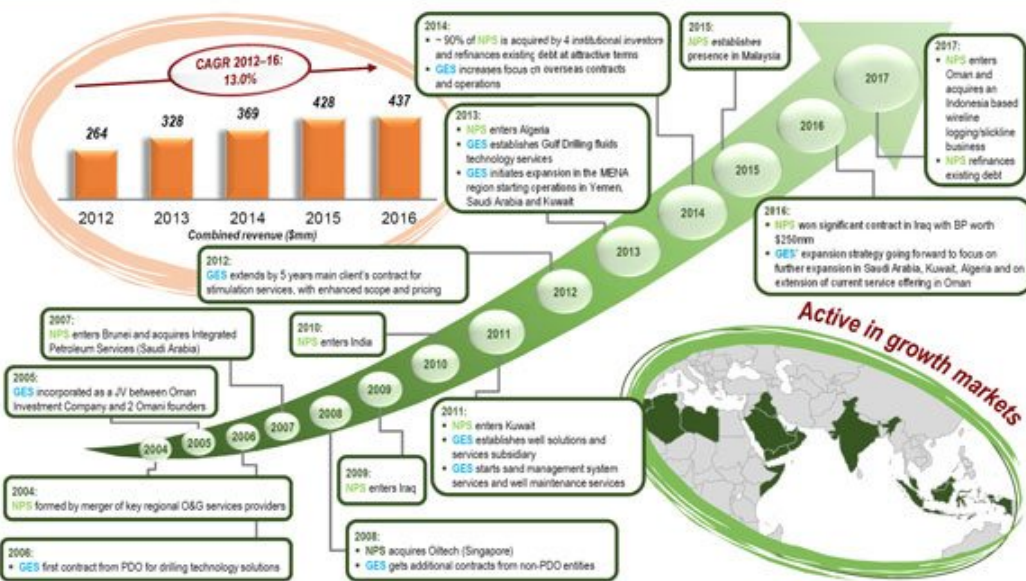 CAGR 2012–16:
13.0%
264
328
369
428
437
2012
2013
2014
2015
2016
Combined revenue ($mm)
2014:
• ~ 90% of NPS is acquired by 4 institutional investors
and refinances existing debt at attractive terms
• GES increases focus on overseas contracts
and operations
2015:
NPS establishes
presence in Malaysia
2017:
• NPS enters
Oman and
acquires an
Indonesia based
wireline
logging/slickline
business
• NPS refinances
existing debt
2013:
• NPS enters Algeria
• GES establishes Gulf Drilling fluids
technology services
• GES initiates expansion in the MENA
region starting operations in Yemen,
Saudi Arabia and Kuwait
2016:
• NPS won significant contract in Iraq with BP worth
$250mm
• GES' expansion strategy going forward to focus on
further expansion in Saudi Arabia, Kuwait, Algeria and on
extension of current service offering in Oman
2012:
GES extends by 5 years main client's contract for
stimulation services, with enhanced scope and pricing
2007:
NPS enters Brunei and acquires Integrated
Petroleum Services (Saudi Arabia)
2010:
NPS enters India
2005:
GES incorporated as a JV between Oman
Investment Company and 2 Omani founders
2004
2005
2006
2007
2008
2009
2010
2011
2012
2013
2014
2015
2016
2017
2004:
NPS formed by merger of key regional O&G services providers
2006:
• GES first contract from PDO for drilling technology solutions
2009:
NPS enters Iraq
2008:
• NPS acquires Oiltech (Singapore)
• GES gets additional contracts from non-PDO entities
2011:
• NPS enters Kuwait
• GES establishes well solutions and
services subsidiary
• GES starts sand management system
services and well maintenance services
Active in growth markets